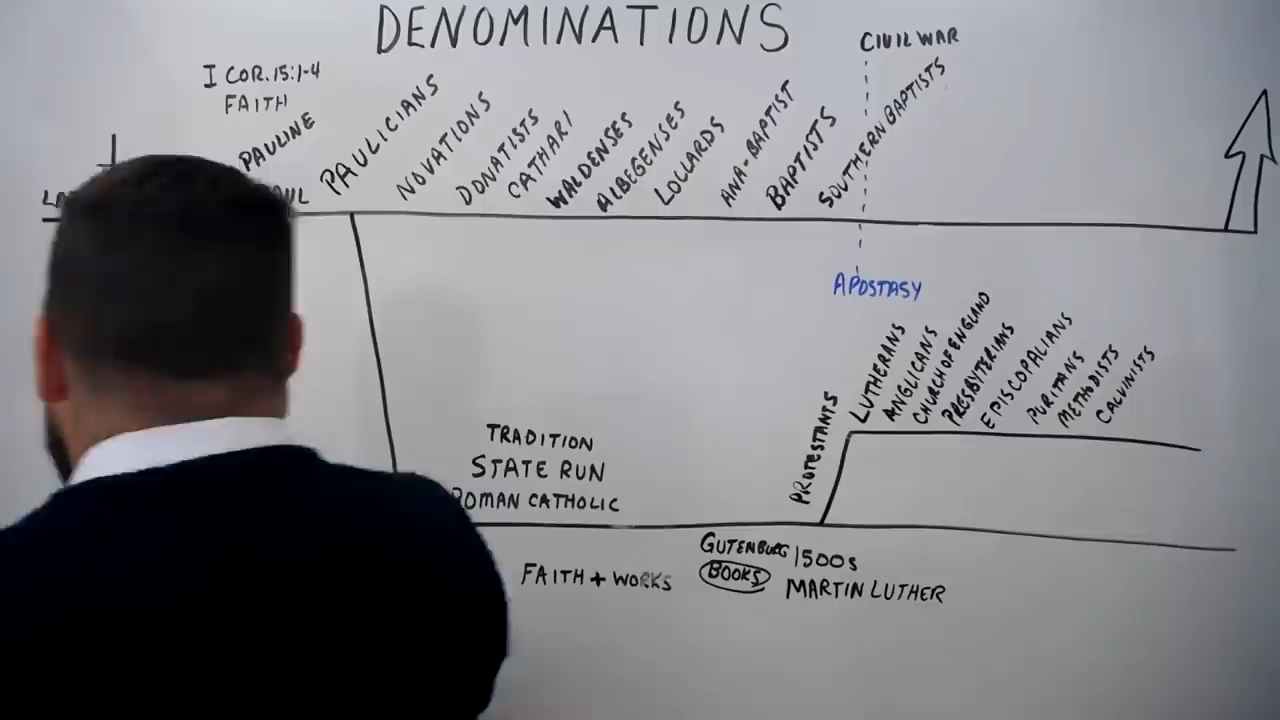 DENOMINATIONS
CIVIL WAR
I COR. 15:1-4
FAITH
PAULINE
PAULICIANS
NOVATIONS
DONATISTS
CATHARI
WALDENSES
ALBEGENSES
LOLLARDS
ANA-BAPTIST
BAPTISTS
SOUTHERN BAPTISTS
APOSTASY
PROTESTANTS
LUTHERANS
ANGLICANS
CHURCH OF ENGLAND
PRESBYTERIANS
EPISCOPALIANS
PURITANS
METHODISTS
CALVINISTS
TRADITION
STATE RUN
ROMAN CATHOLIC
GUTENBURG 1500s
BOOKS
MARTIN LUTHER
FAITH + WORKS